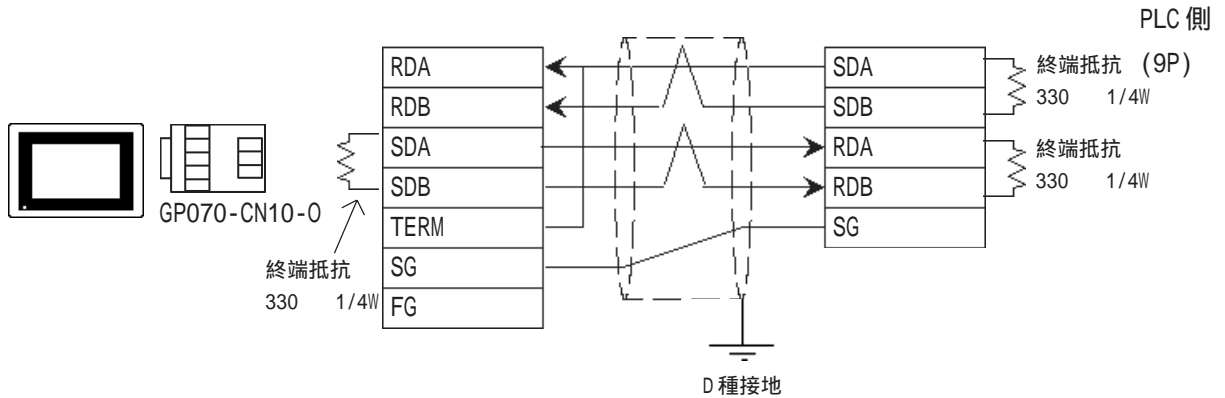 PLC 側
(9P)
RDA
RDB
SDA
SDB
TERM
SG
FG
SDA
SDB
RDA
RDB
SG
終端抵抗
330 1/4W
終端抵抗
330 1/4W
GP070-CN10-O
終端抵抗
330 1/4W
D種接地